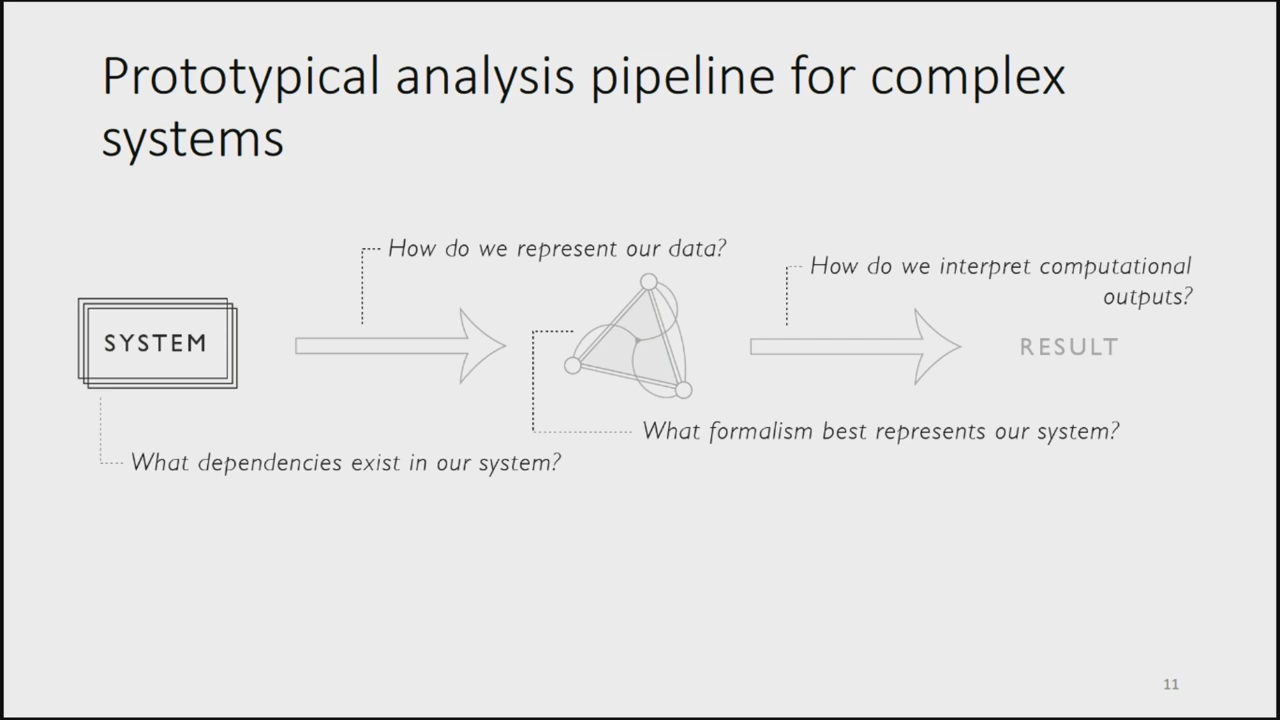 Prototypical analysis pipeline for complex
systems
How do we represent our data?
How do we interpret computational
outputs?
SYSTEM
RESULT
What formalism best represents our system?
What dependencies exist in our system?
11